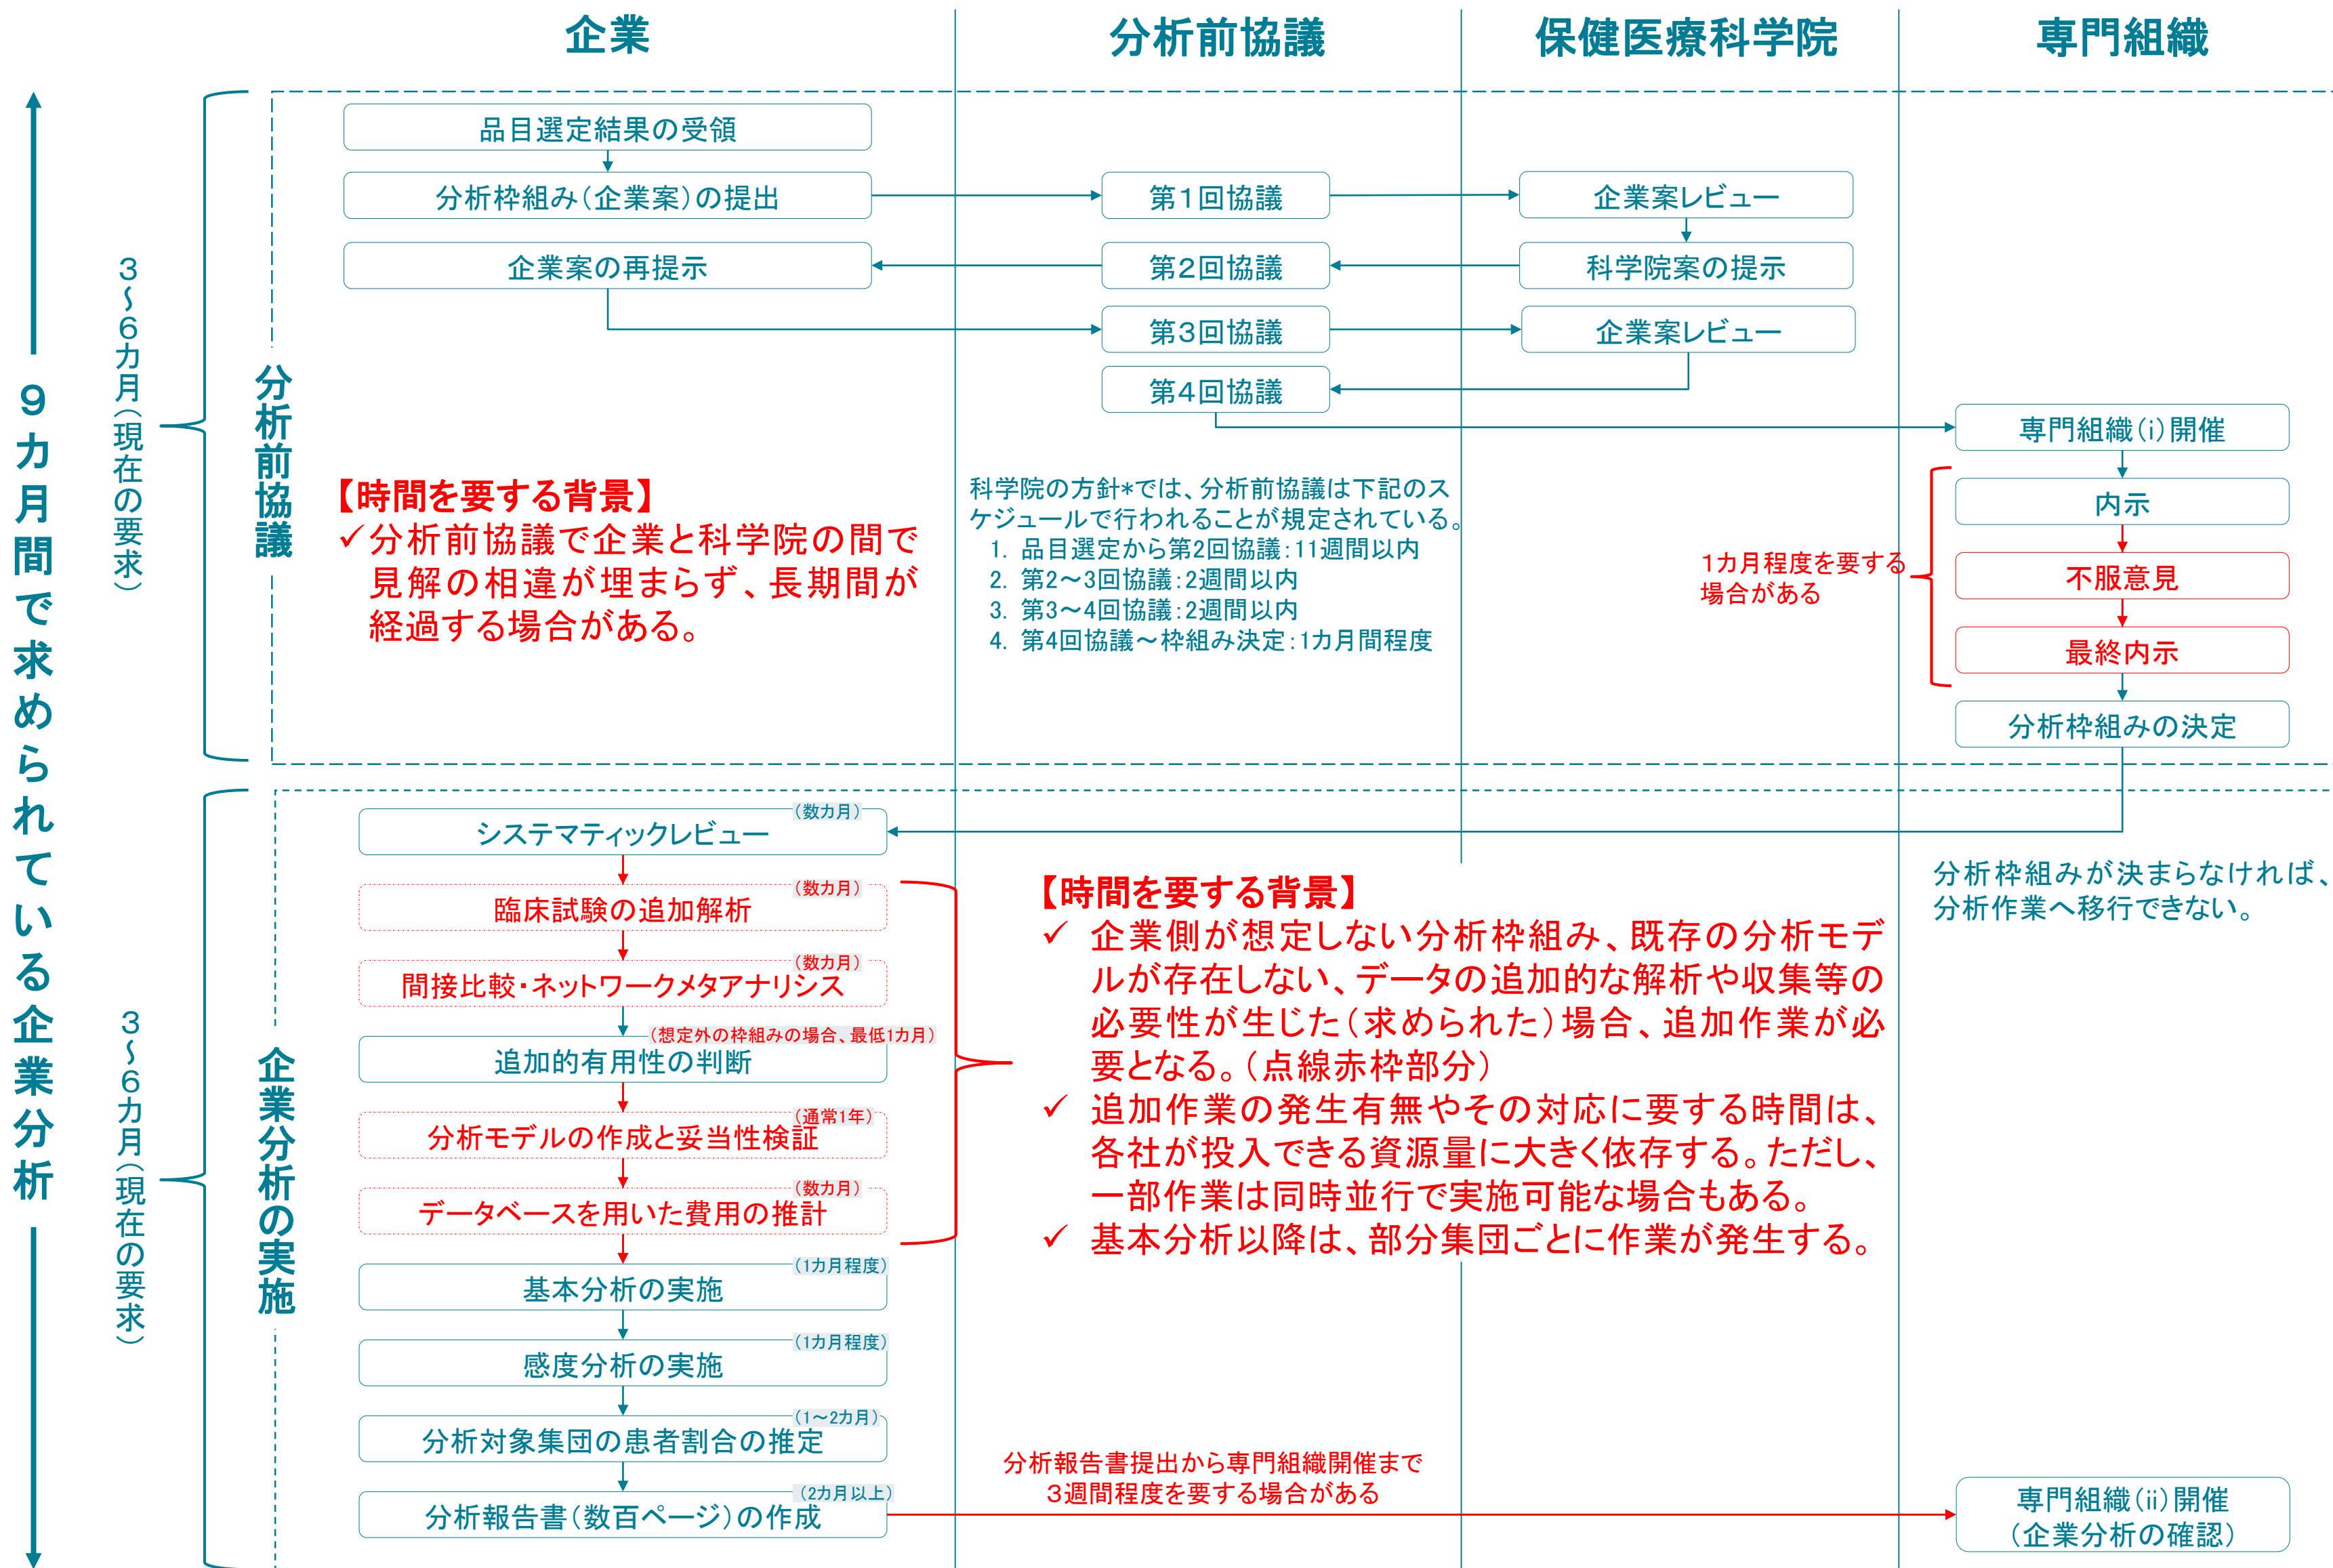 企業
分析前協議
保健医療科学院
専門組織
9カ月間で求められている企業分析
3～6カ月（現在の要求）
分析前協議
品目選定結果の受領
分析枠組み（企業案）の提出
第1回協議
企業案レビュー
企業案の再提示
第2回協議
科学院案の提示
第3回協議
企業案レビュー
第4回協議
専門組織（i）開催
内示
不服意見
最終内示
分析枠組みの決定
1カ月程度を要する
場合がある
【時間を要する背景】
✓分析前協議で企業と科学院の間で
見解の相違が埋まらず、長期間が
経過する場合がある。
科学院の方針*では、分析前協議は下記のス
ケジュールで行われることが規定されている。
1. 品目選定から第2回協議：11週間以内
2. 第2～3回協議：2週間以内
3. 第3～4回協議：2週間以内
4. 第4回協議～枠組み決定：1カ月間程度
3～6カ月（現在の要求）
企業分析の実施
（数カ月）
システマティックレビュー
（数カ月）
臨床試験の追加解析
（数カ月）
間接比較・ネットワークメタアナリシス
（想定外の枠組みの場合、最低1カ月）
追加的有用性の判断
（通常1年）
分析モデルの作成と妥当性検証
（数カ月）
データベースを用いた費用の推計
（1カ月程度）
基本分析の実施
（1カ月程度）
感度分析の実施
（1～2カ月）
分析対象集団の患者割合の推定
（2カ月以上）
分析報告書（数百ページ）の作成
【時間を要する背景】
✓ 企業側が想定しない分析枠組み、既存の分析モデ
ルが存在しない、データの追加的な解析や収集等の
必要性が生じた（求められた）場合、追加作業が必
要となる。（点線赤枠部分）
✓ 追加作業の発生有無やその対応に要する時間は、
各社が投入できる資源量に大きく依存する。ただし、
一部作業は同時並行で実施可能な場合もある。
✓ 基本分析以降は、部分集団ごとに作業が発生する。
分析枠組みが決まらなければ、
分析作業へ移行できない。
分析報告書提出から専門組織開催まで
3週間程度を要する場合がある
専門組織（ii）開催
（企業分析の確認）